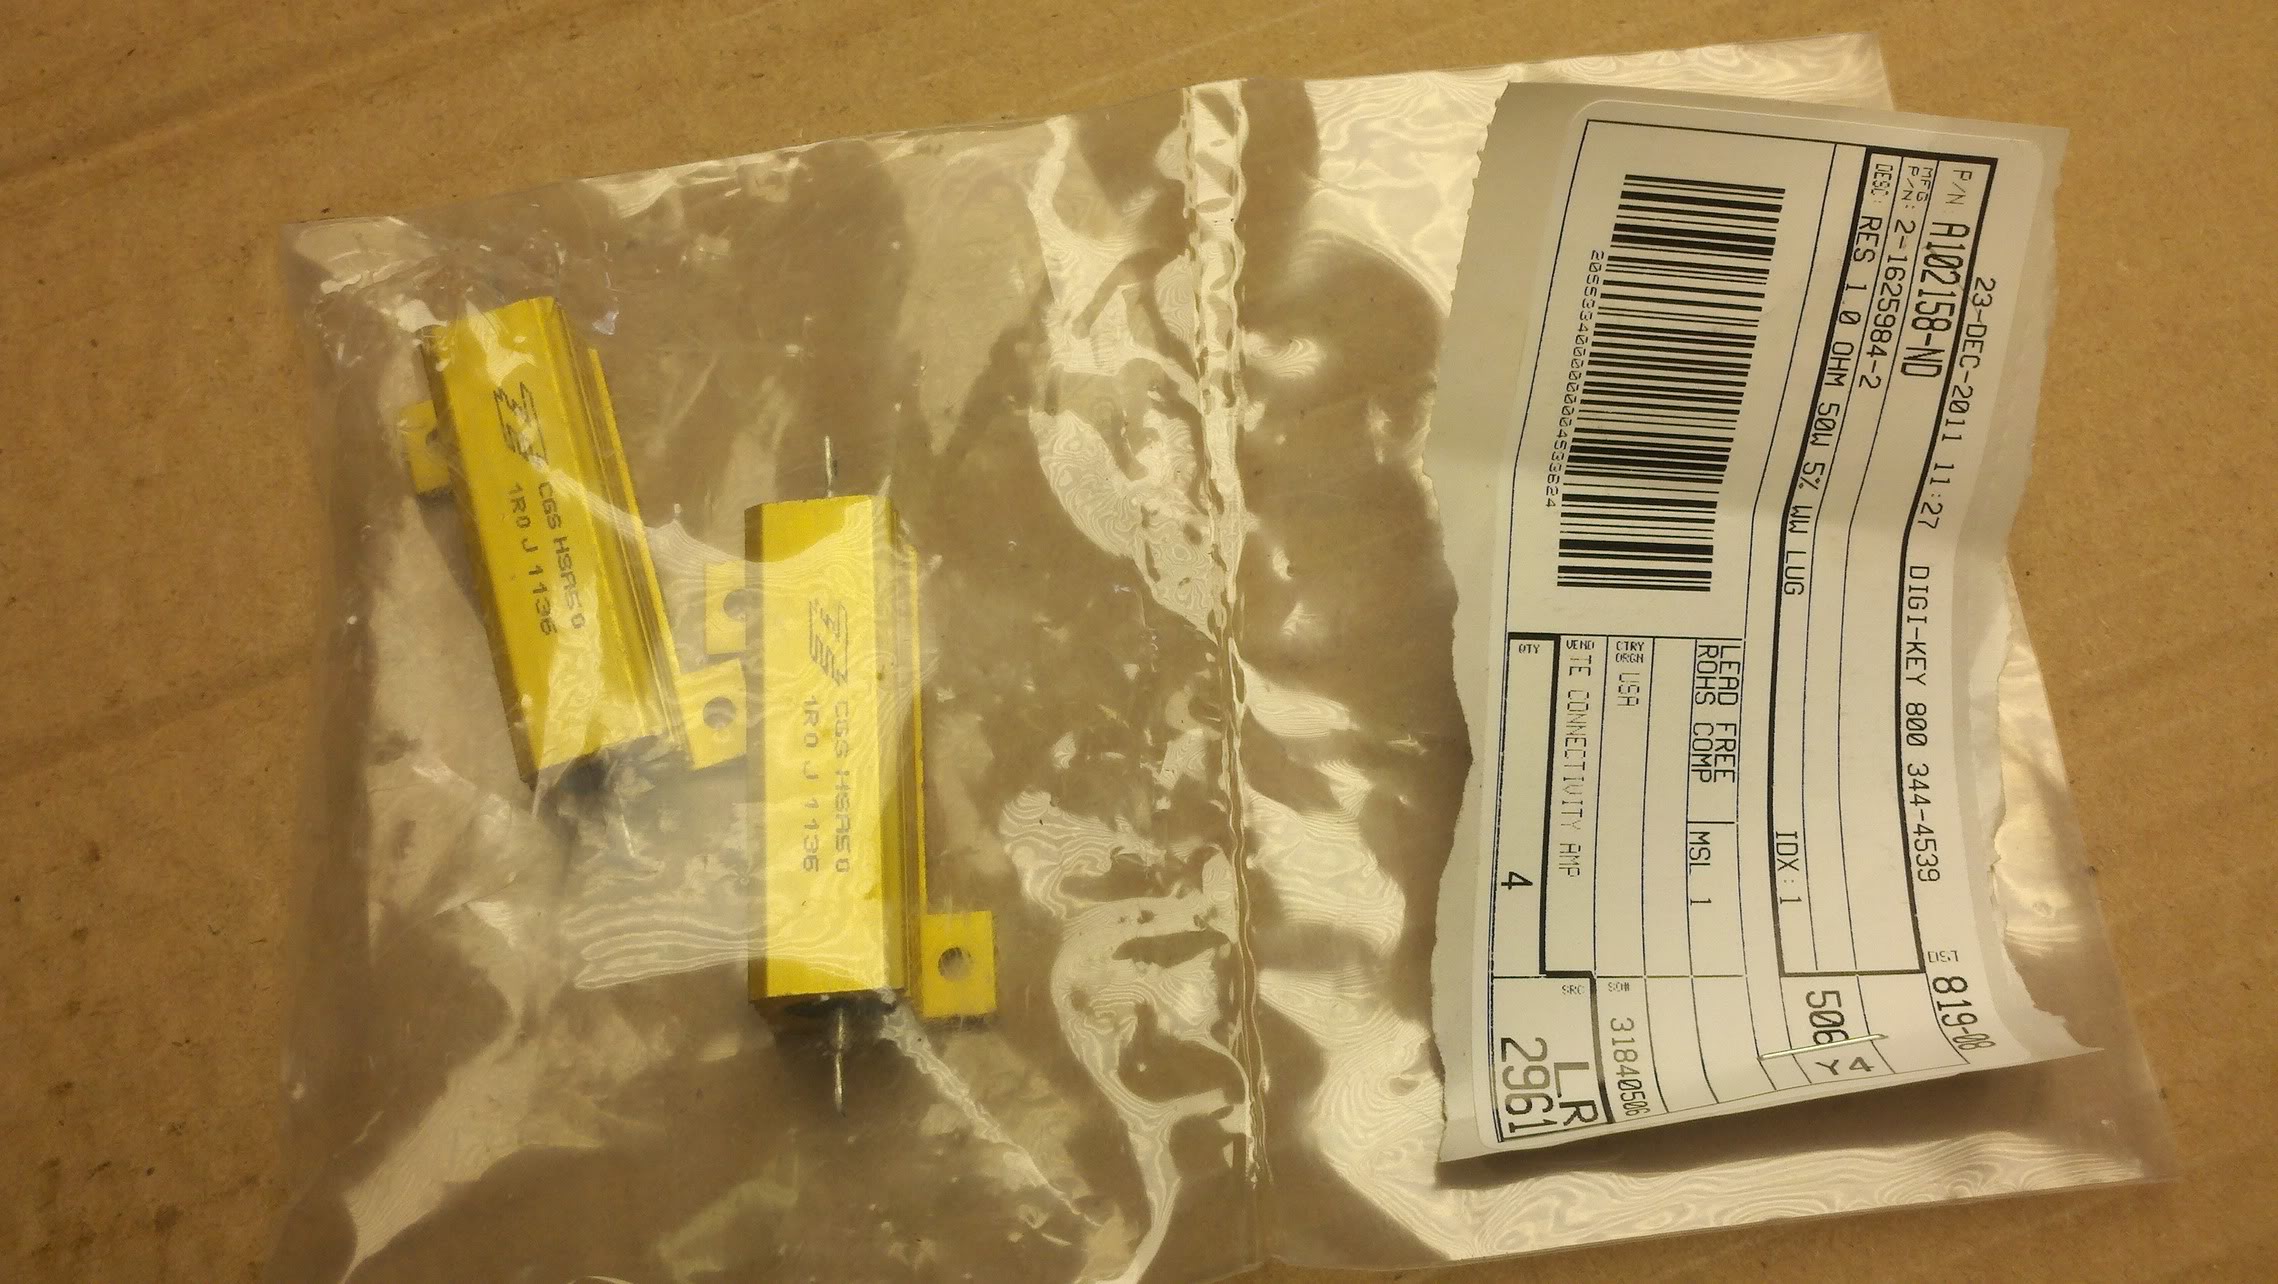 CGS HSA50
1R0 J 1136
CGS HSA50
1R0 J 1136
23-DEC-2011 11:27 DIGI-KEY 800 344-4539
DIST 819-08
P/N: A102158-ND
MFG
P/N: 2-1625984-2
DESC: RES 1.0 OHM 50W 5% WW LUG
IDX:1
506
Y4
LEAD FREE
ROHS COMP
MSL 1
CTRY
ORGN USA
SO# 31840506
VEND TE CONNECTIVITY AMP
QTY 4
SRC LR
2961